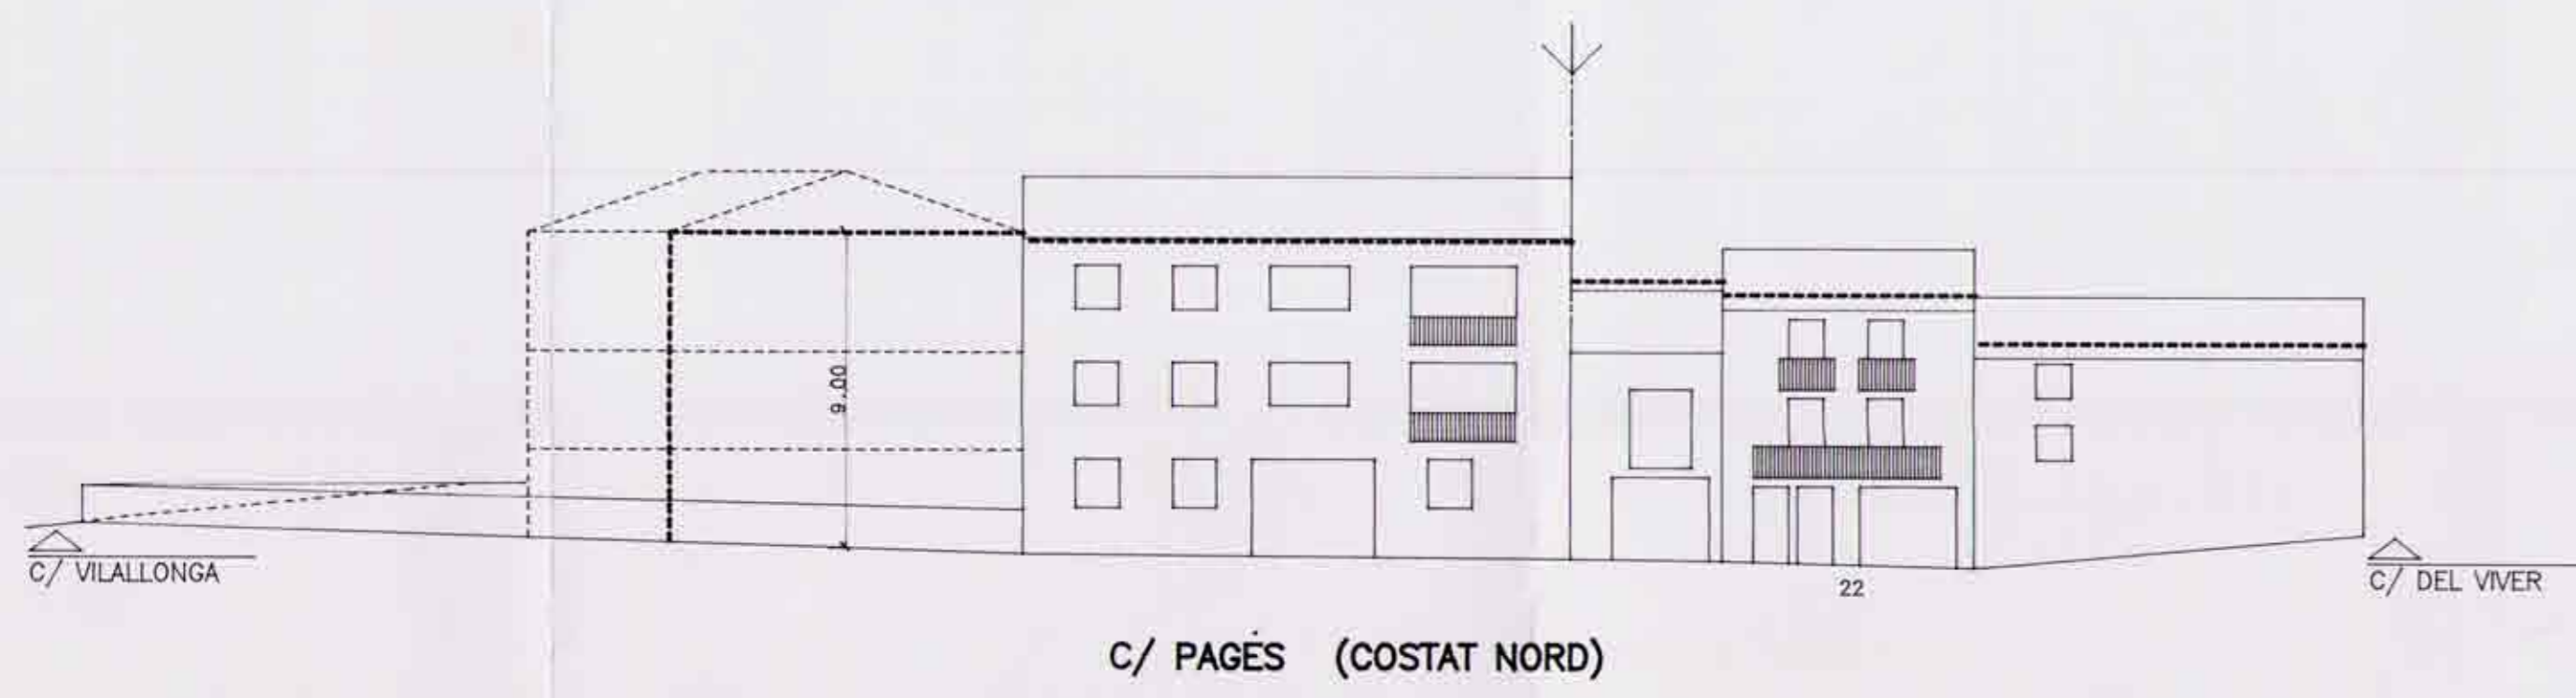 9,00
C/ VILALLONGA
22
C/ DEL VIVER
C/ PAGÉS (COSTAT NORD)